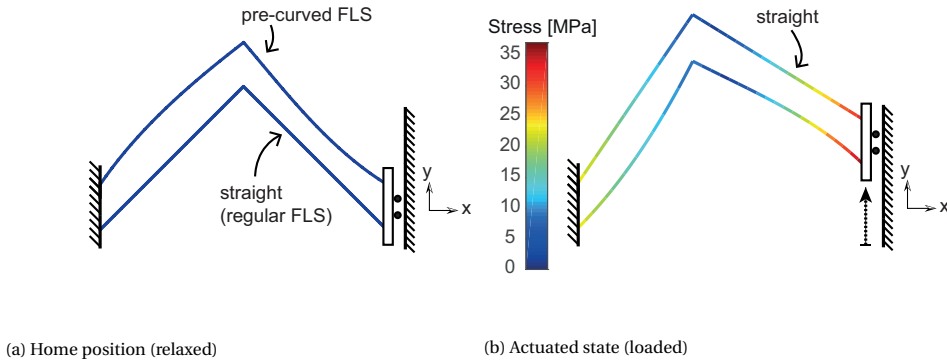 pre-curved FLS
straight
(regular FLS)
y
x
(a) Home position (relaxed)
Stress [MPa]
35
30
25
20
15
10
5
0
straight
y
x
(b) Actuated state (loaded)